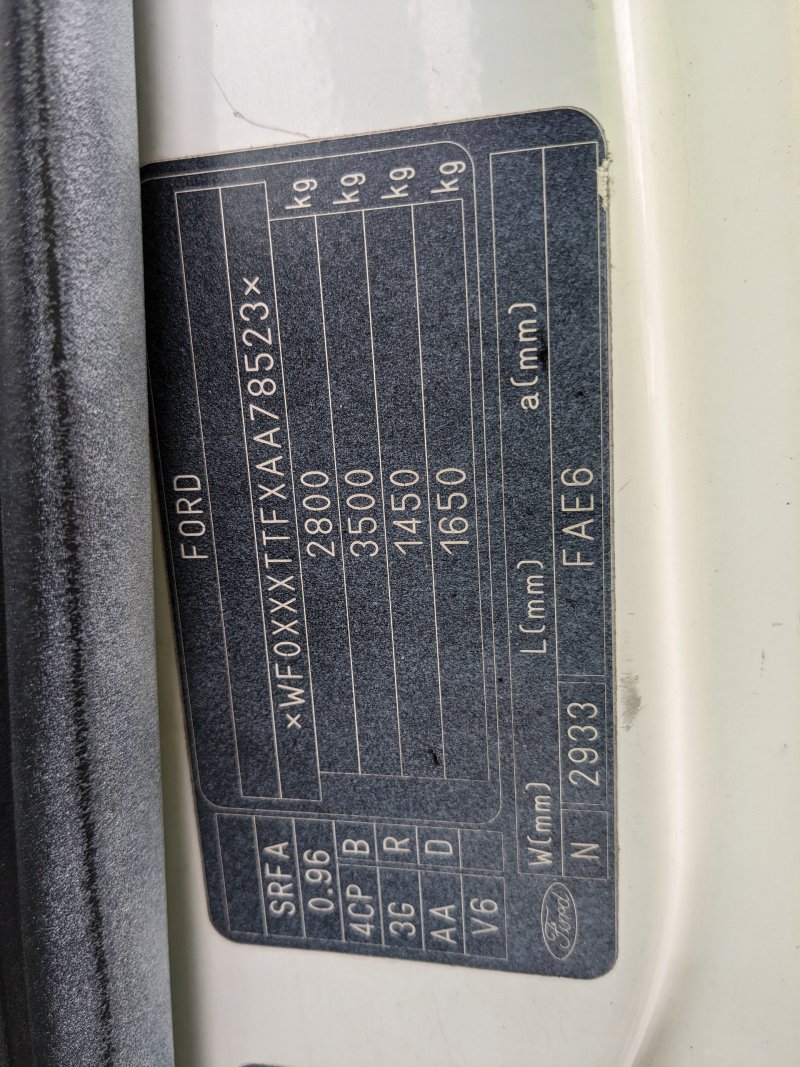 FORD
*WF0XXXTTFXAA78523*
2800 kg
3500 kg
1450 kg
1650 kg
SRFA
0.96
4CP B
3G R
AA D
V6
W(mm) L(mm) a(mm)
N 2933 FAE6
Ford